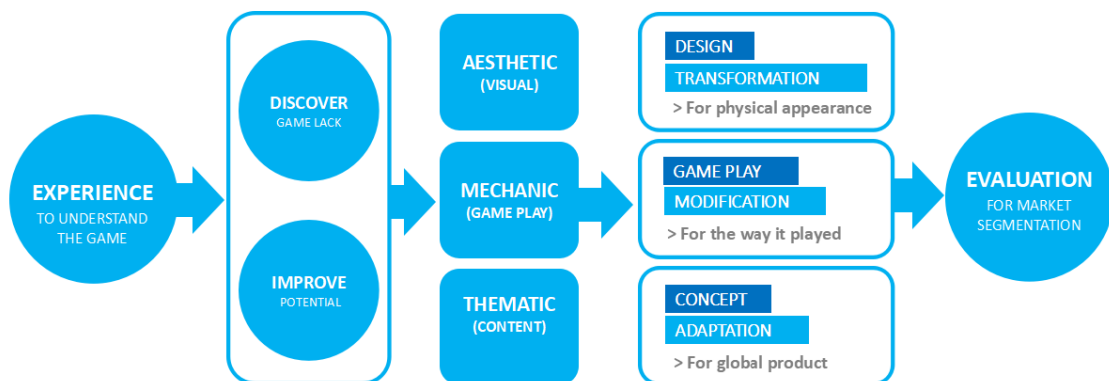 EXPERIENCE
TO UNDERSTAND
THE GAME
DISCOVER
GAME LACK
IMPROVE
POTENTIAL
AESTHETIC
(VISUAL)
MECHANIC
(GAME PLAY)
THEMATIC
(CONTENT)
DESIGN
TRANSFORMATION
> For physical appearance
GAME PLAY
MODIFICATION
> For the way it played
CONCEPT
ADAPTATION
> For global product
EVALUATION
FOR MARKET
SEGMENTATION